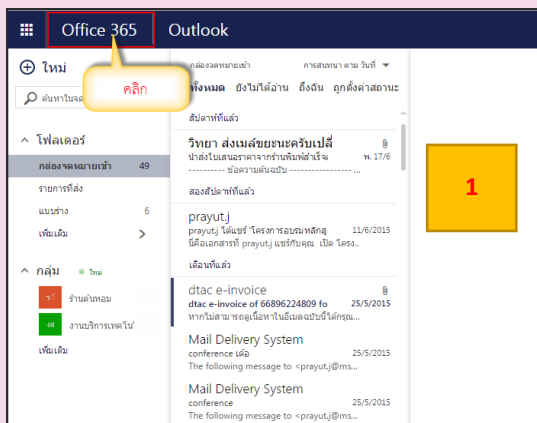 Office 365 Outlook
คลิก
ใหม่
ค้นหาใน
กล่องจดหมายเข้า การสนทนา ตาม วันที่
ทั้งหมด ยังไม่ได้อ่าน ถึงฉัน ถูกตั้งค่าสถานะ
สัปดาห์ที่แล้ว
วิทยา ส่งเมล์ขยะนะครับเปลี่
นำส่งใบเสนอราคาจากร้านพิมพ์สำเร็จ พ. 17/6
---------- ข้อความต้นฉบับ ----------------- ...
สองสัปดาห์ที่แล้ว
prayut.j
prayut.j ได้แชร์ 'โครงการอบรมหลักสู 11/6/2015
นี่คือเอกสารที่ prayut.j แชร์กับคุณ เปิด โครง..
เดือนที่แล้ว
dtac e-invoice
dtac e-invoice of 66896224809 fo 25/5/2015
หากไม่สามารถดูเนื้อหาในอีเมลฉบับนี้ได้กรุณ...
Mail Delivery System
conference เด้อ 25/5/2015
The following message to <prayut.j@ms...
Mail Delivery System
conference 25/5/2015
The following message to <prayut.j@ms...
โฟลเดอร์
กล่องจดหมายเข้า 49
รายการที่ส่ง
แบบร่าง 6
เพิ่มเติม
กลุ่ม ใหม่
ร้านต้นหอม
งานบริการเทคโน'
เพิ่มเติม
1